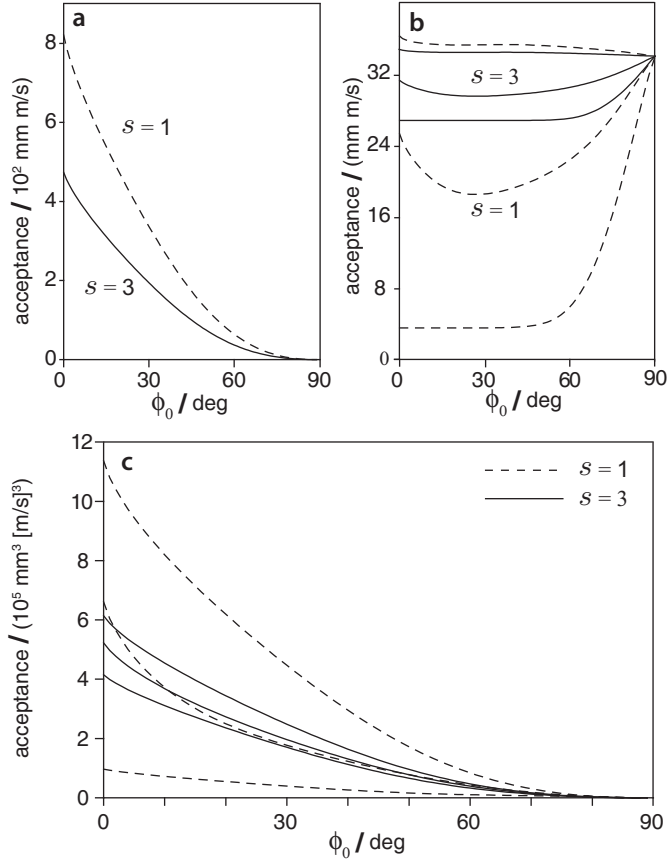 a
acceptance / 10² mm m/s)
8
6
4
2
0
s = 1
s = 3
0 30 60 90
ϕ₀ / deg
b
acceptance / (mm m/s)
32
24
16
8
0
s = 3
s = 1
0 30 60 90
ϕ₀ / deg
c
acceptance / (10⁵ mm³ [m/s]³)
12
10
8
6
4
2
0
s = 1
s = 3
0 30 60 90
ϕ₀ / deg